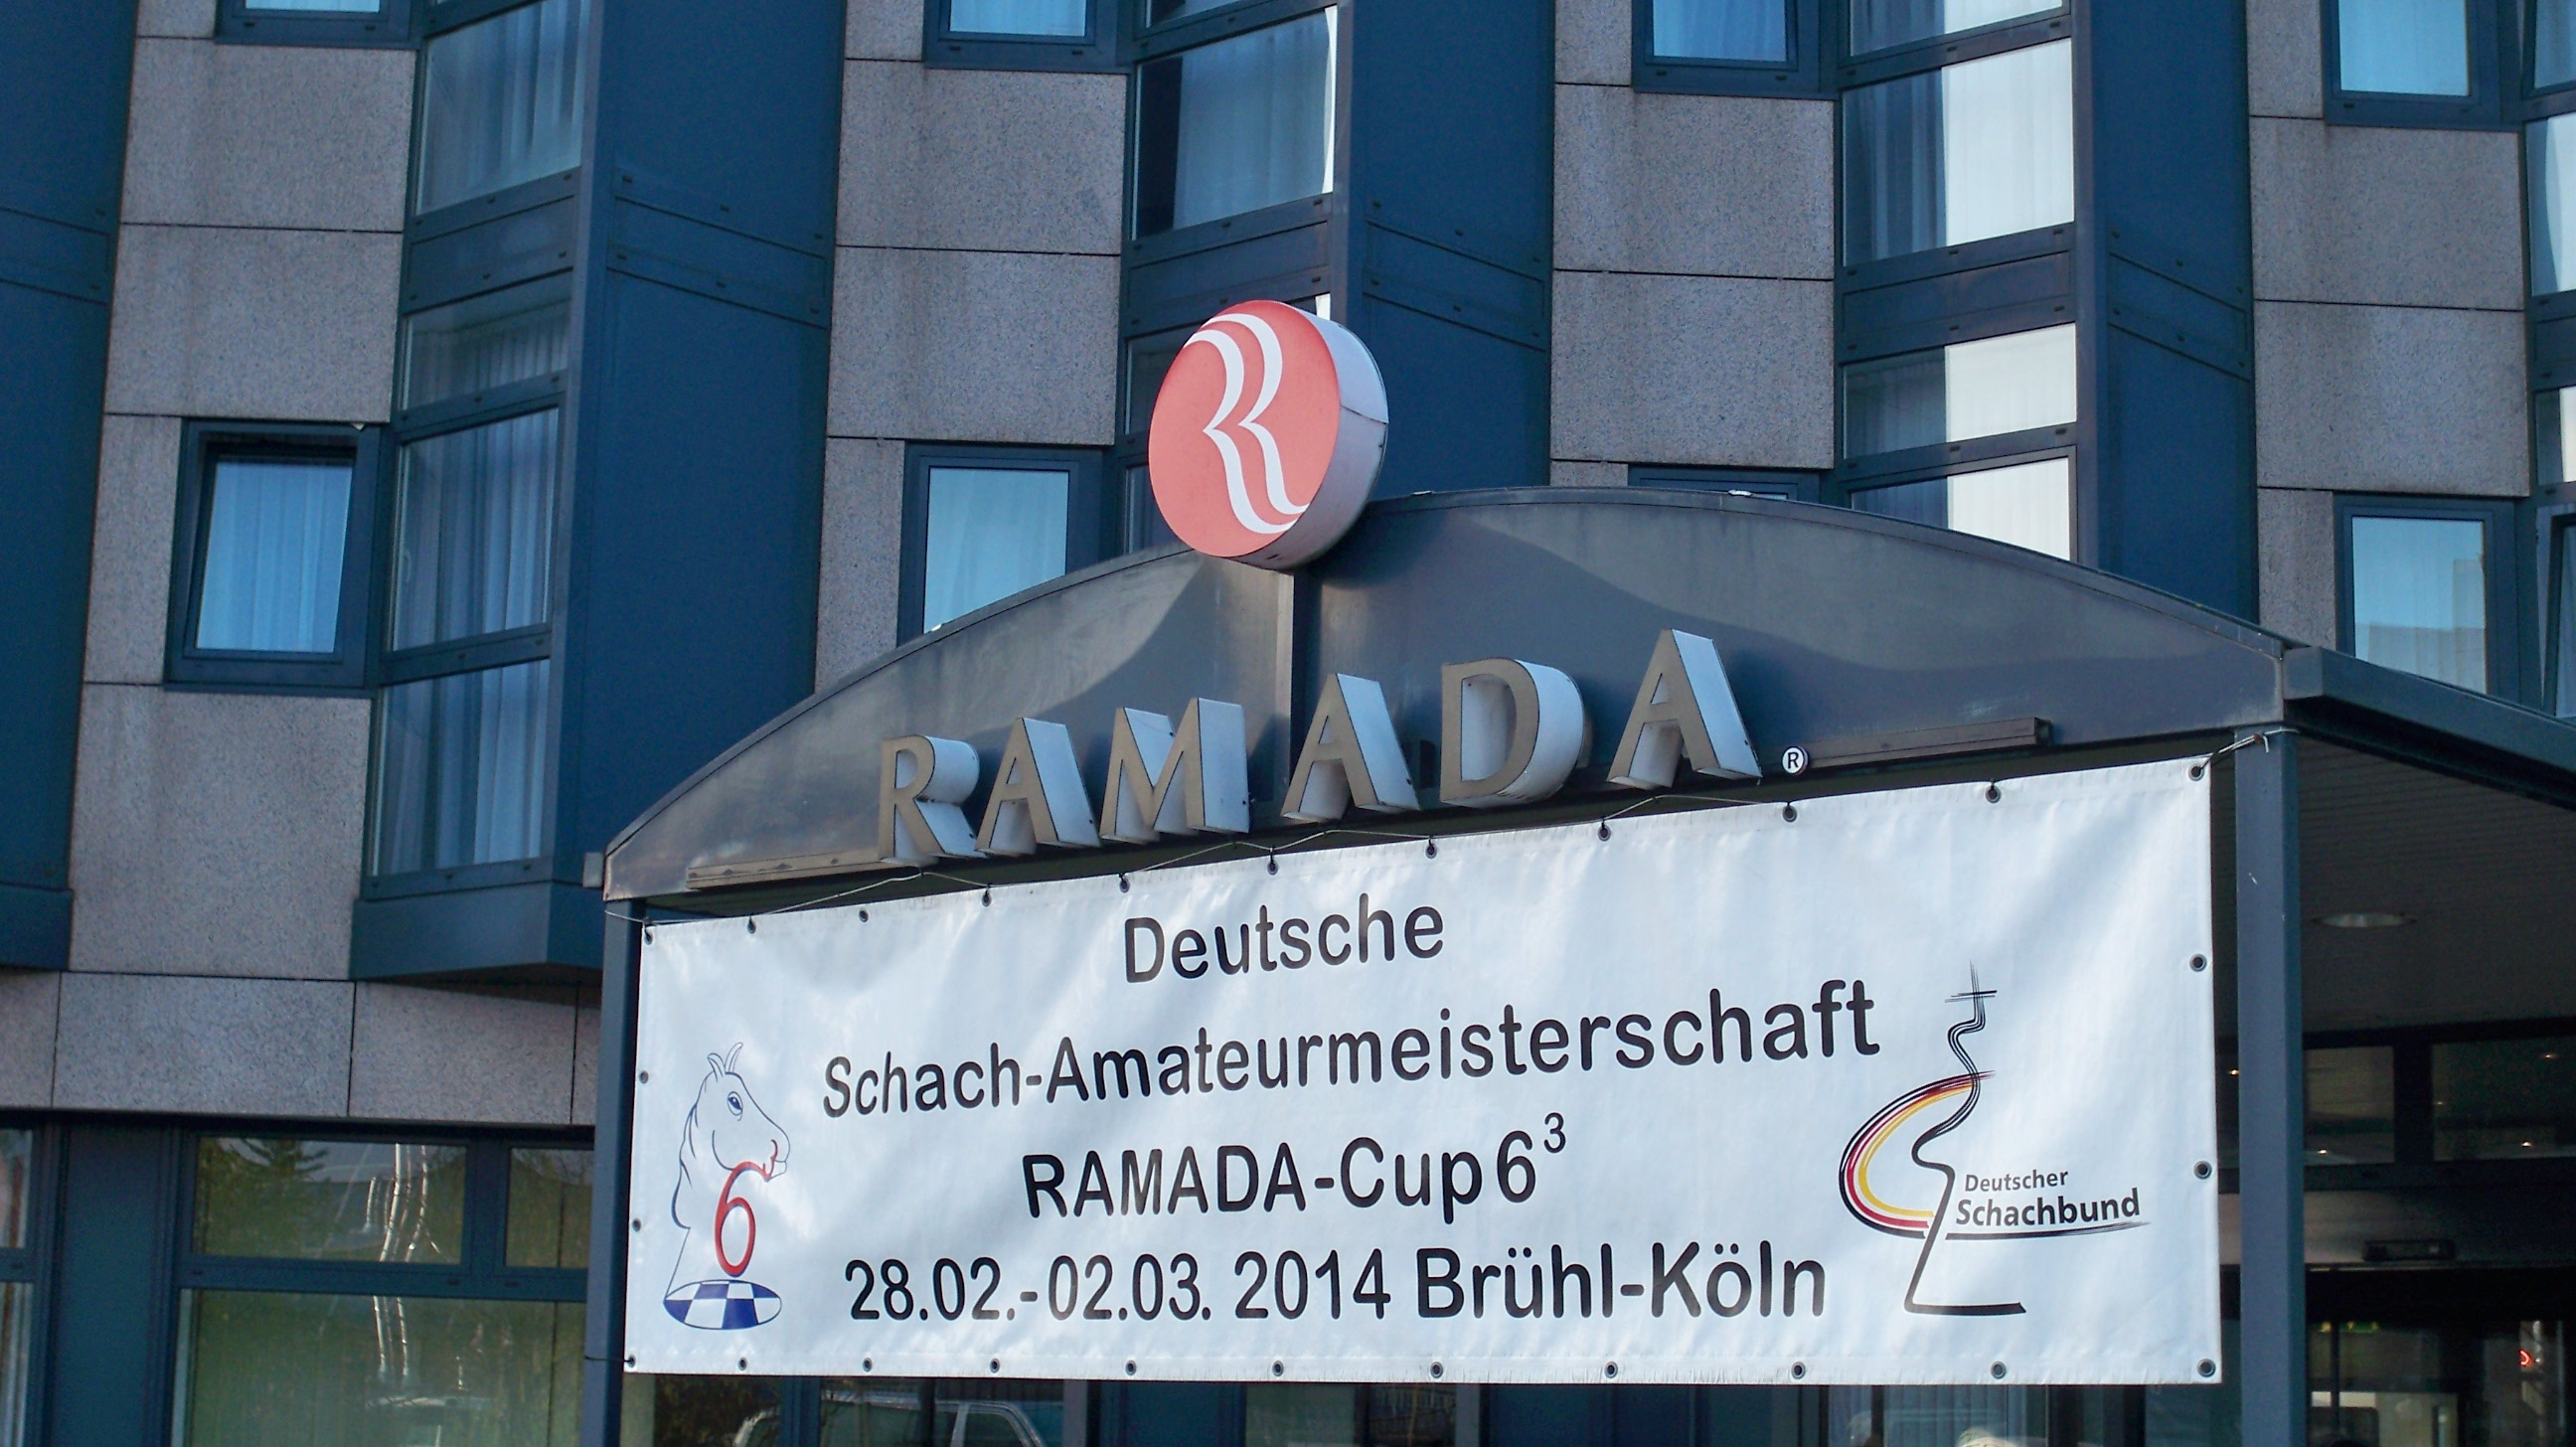 R
RAMADA®
Deutsche
Schach-Amateurmeisterschaft
RAMADA-Cup 6³
28.02.-02.03. 2014 Brühl-Köln
6
Deutscher
Schachbund